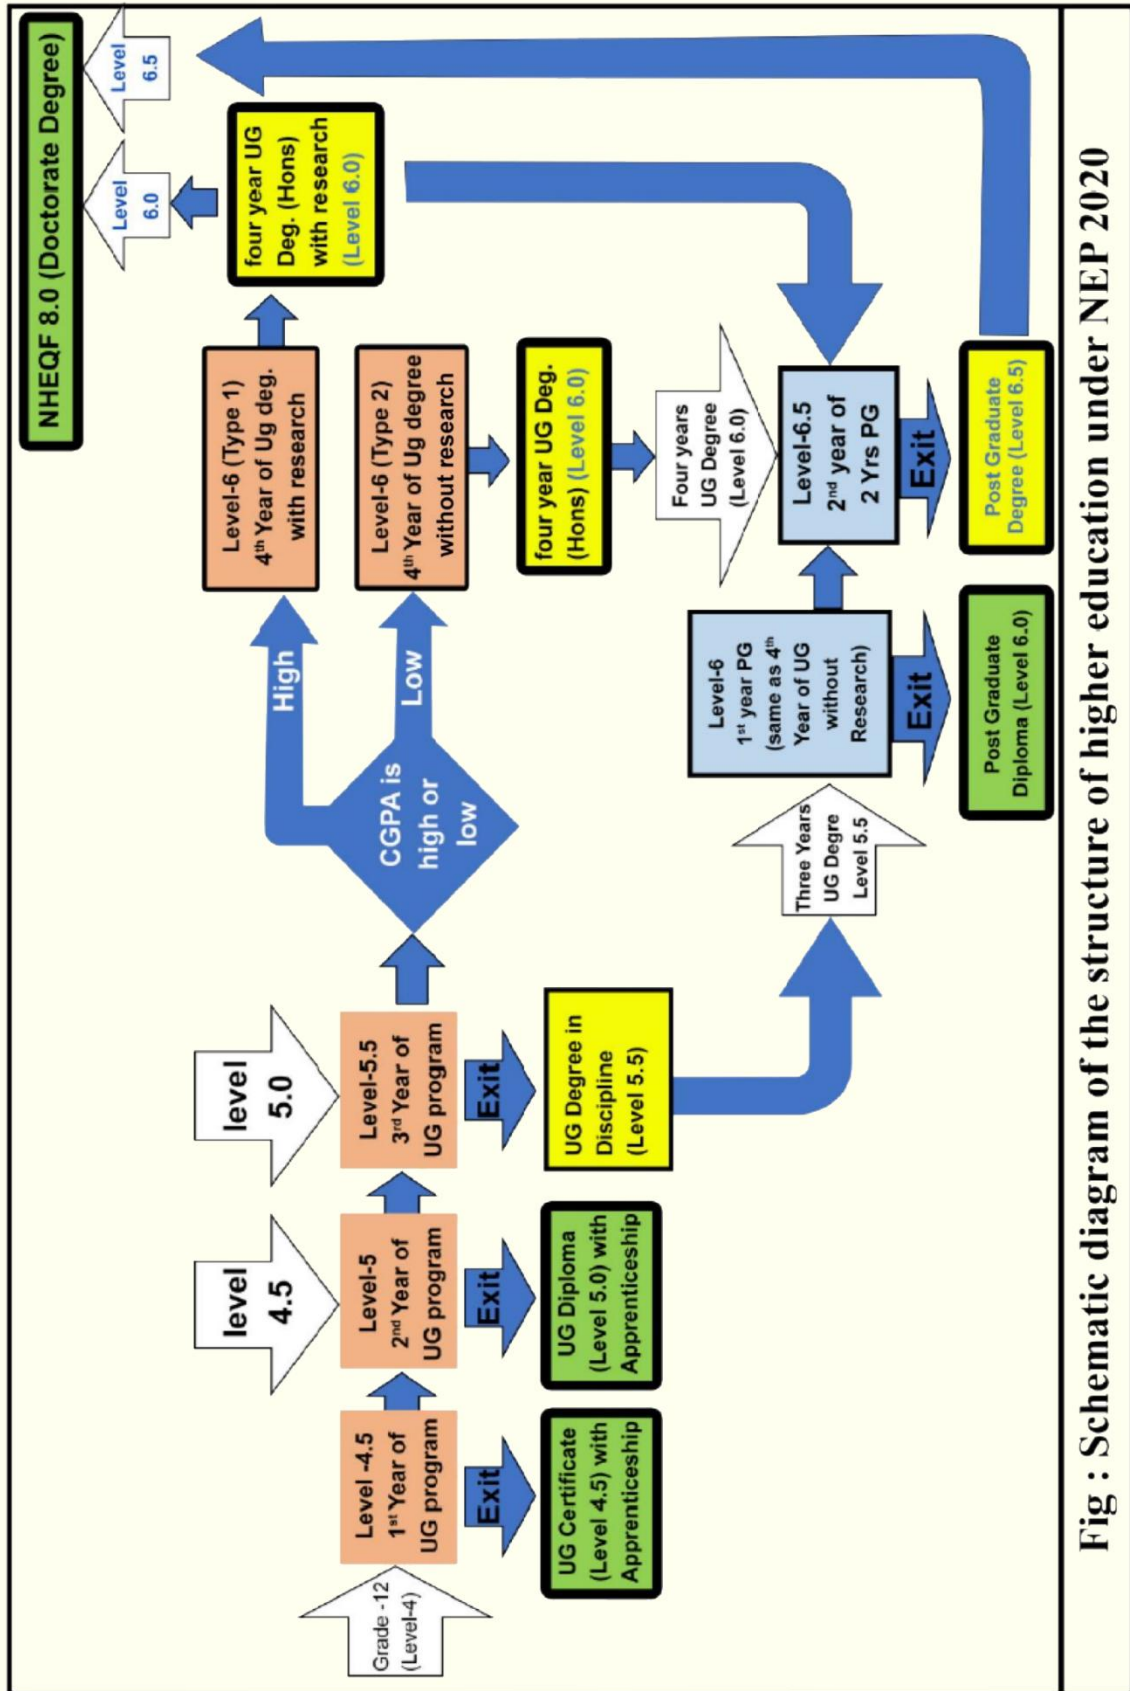 NHEQF 8.0 (Doctorate Degree)
Level
6.0
Level
6.5
level
4.5
level
5.0
Grade -12
(Level-4)
Level -4.5
1st Year of
UG program
Level-5
2nd Year of
UG program
Level-5.5
3rd Year of
UG program
CGPA is
high or
low
High
Low
Level-6 (Type 1)
4th Year of Ug deg.
with research
four year UG
Deg. (Hons)
with research
(Level 6.0)
Level-6 (Type 2)
4th Year of Ug degree
without research
Exit
Exit
Exit
UG Certificate
(Level 4.5) with
Apprenticeship
UG Diploma
(Level 5.0) with
Apprenticeship
UG Degree in
Discipline
(Level 5.5)
four year UG Deg.
(Hons) (Level 6.0)
Four years
UG Degree
(Level 6.0)
Three Years
UG Degre
Level 5.5
Level-6
1st year PG
(same as 4th
Year of UG
without
Research)
Level-6.5
2nd year of
2 Yrs PG
Exit
Exit
Post Graduate
Diploma (Level 6.0)
Post Graduate
Degree (Level 6.5)
Fig : Schematic diagram of the structure of higher education under NEP 2020